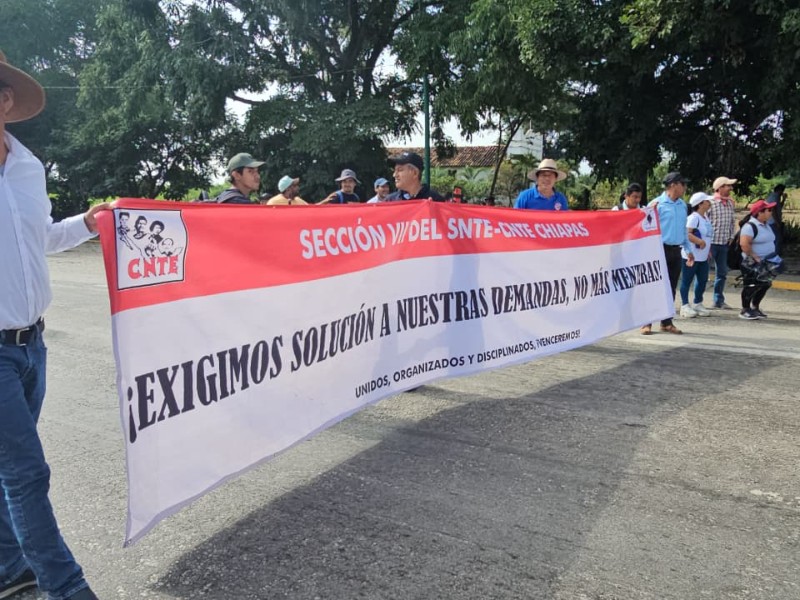 CNTE
SECCIÓN VII DEL SNTE-CNTE CHIAPAS
¡EXIGIMOS SOLUCIÓN A NUESTRAS DEMANDAS, NO MÁS MENTIRAS!
UNIDOS, ORGANIZADOS Y DISCIPLINADOS, ¡VENCEREMOS!